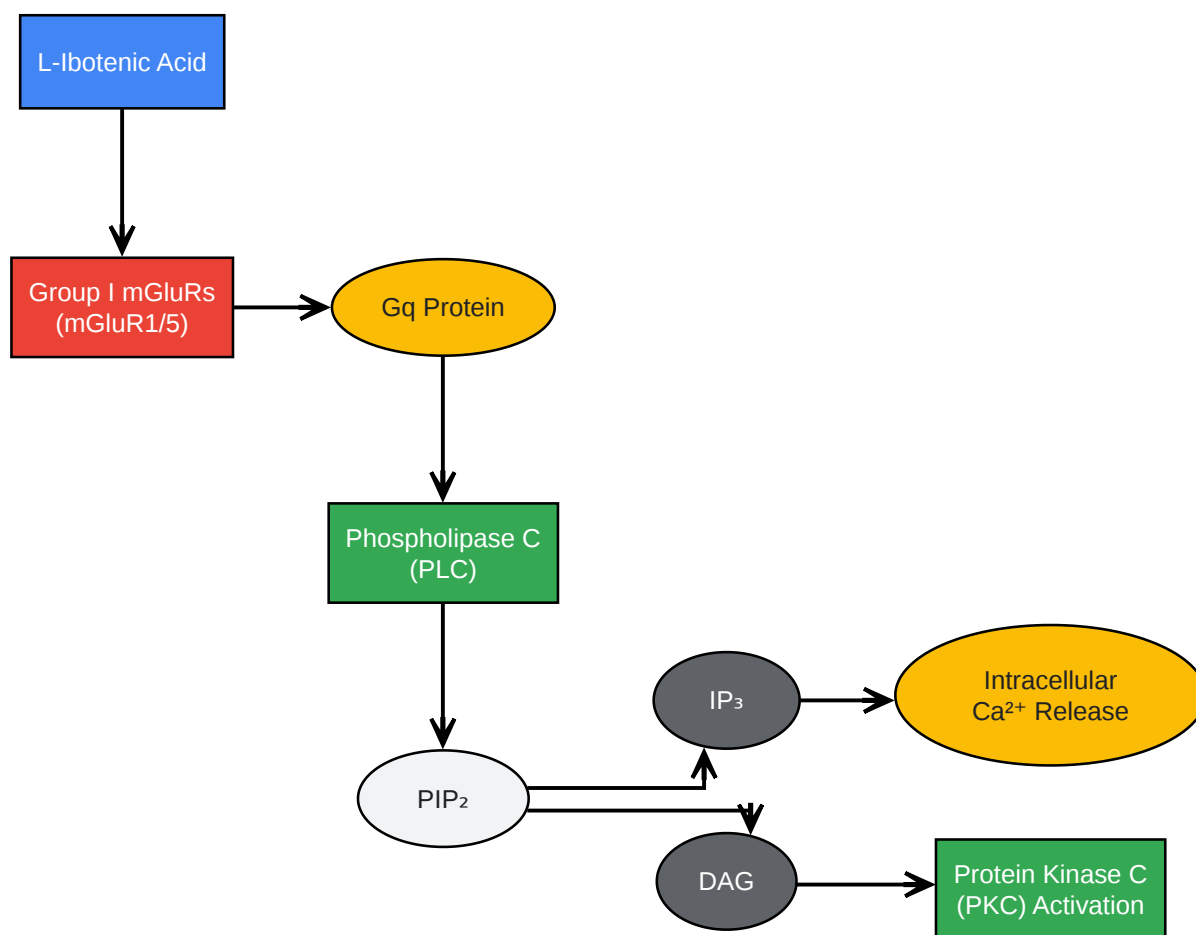 L-Ibotenic Acid
Group I mGluRs
(mGluR1/5)
Gq Protein
Phospholipase C
(PLC)
PIP₂
IP₃
Intracellular
Ca²⁺ Release
DAG
Protein Kinase C
(PKC) Activation